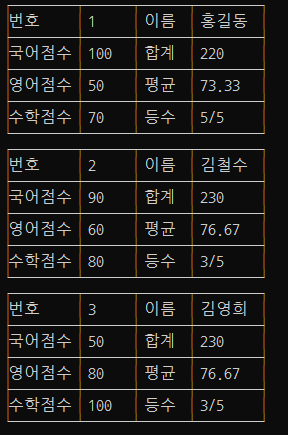 번호 1 이름 홍길동
국어점수 100 합계 220
영어점수 50 평균 73.33
수학점수 70 등수 5/5
번호 2 이름 김철수
국어점수 90 합계 230
영어점수 60 평균 76.67
수학점수 80 등수 3/5
번호 3 이름 김영희
국어점수 50 합계 230
영어점수 80 평균 76.67
수학점수 100 등수 3/5